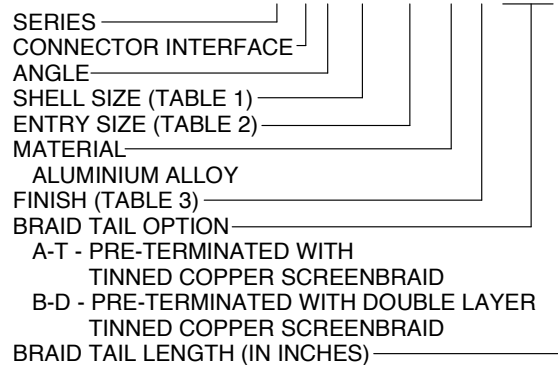 SERIES
CONNECTOR INTERFACE
ANGLE
SHELL SIZE (TABLE 1)
ENTRY SIZE (TABLE 2)
MATERIAL
ALUMINIUM ALLOY
FINISH (TABLE 3)
BRAID TAIL OPTION
A-T - PRE-TERMINATED WITH
TINNED COPPER SCREENBRAID
B-D - PRE-TERMINATED WITH DOUBLE LAYER
TINNED COPPER SCREENBRAID
BRAID TAIL LENGTH (IN INCHES)